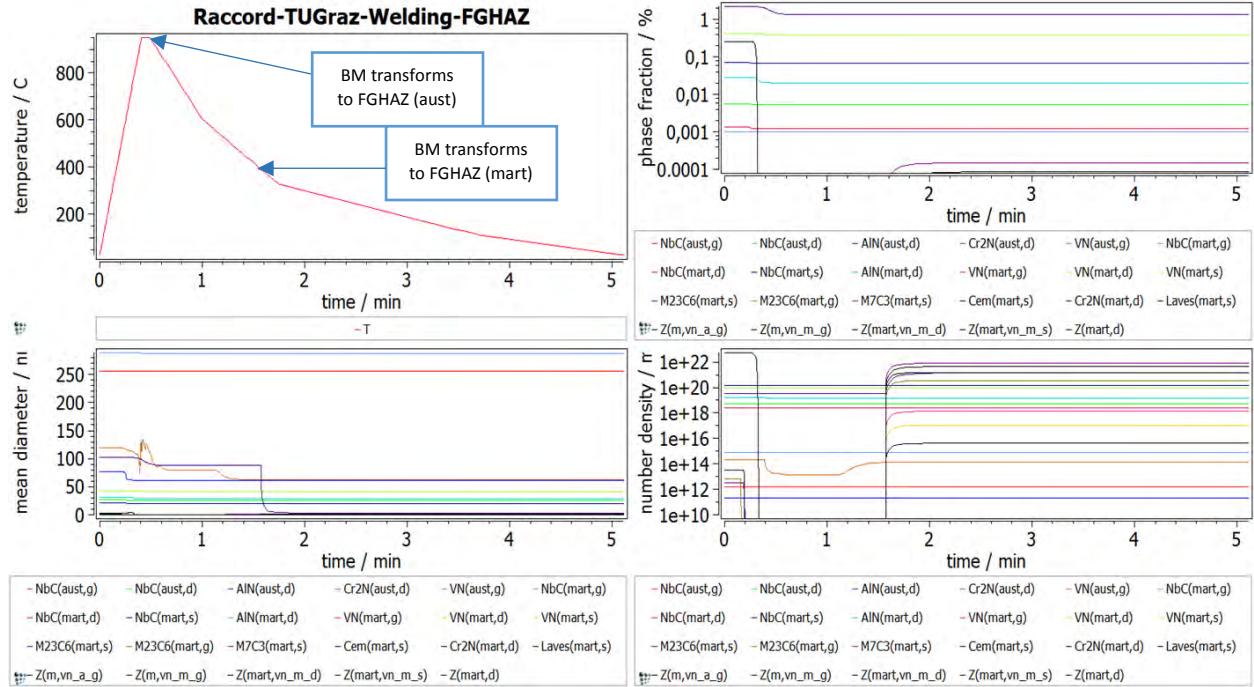 Raccord-TUGraz-Welding-FGHAZ
temperature / C
800
600
400
200
BM transforms
to FGHAZ (aust)
BM transforms
to FGHAZ (mart)
0 1 2 3 4 5
time / min
- T
phase fraction / %
1
0,1
0,01
0,001
0.0001
0 1 2 3 4 5
time / min
- NbC(aust,g) - NbC(aust,d) - AlN(aust,d) - Cr2N(aust,d) - VN(aust,g) - NbC(mart,g)
- NbC(mart,d) - NbC(mart,s) - AlN(mart,d) - VN(mart,g) - VN(mart,d) - VN(mart,s)
- M23C6(mart,s) - M23C6(mart,g) - M7C3(mart,s) - Cem(mart,s) - Cr2N(mart,d) - Laves(mart,s)
- Z(m,vn_a_g) - Z(m,vn_m_g) - Z(mart,vn_m_d) - Z(mart,vn_m_s) - Z(mart,d)
mean diameter / n
250
200
150
100
50
0
0 1 2 3 4 5
time / min
- NbC(aust,g) - NbC(aust,d) - AlN(aust,d) - Cr2N(aust,d) - VN(aust,g) - NbC(mart,g)
- NbC(mart,d) - NbC(mart,s) - AlN(mart,d) - VN(mart,g) - VN(mart,d) - VN(mart,s)
- M23C6(mart,s) - M23C6(mart,g) - M7C3(mart,s) - Cem(mart,s) - Cr2N(mart,d) - Laves(mart,s)
- Z(m,vn_a_g) - Z(m,vn_m_g) - Z(mart,vn_m_d) - Z(mart,vn_m_s) - Z(mart,d)
number density / r
1e+22
1e+20
1e+18
1e+16
1e+14
1e+12
1e+10
0 1 2 3 4 5
time / min
- NbC(aust,g) - NbC(aust,d) - AlN(aust,d) - Cr2N(aust,d) - VN(aust,g) - NbC(mart,g)
- NbC(mart,d) - NbC(mart,s) - AlN(mart,d) - VN(mart,g) - VN(mart,d) - VN(mart,s)
- M23C6(mart,s) - M23C6(mart,g) - M7C3(mart,s) - Cem(mart,s) - Cr2N(mart,d) - Laves(mart,s)
- Z(m,vn_a_g) - Z(m,vn_m_g) - Z(mart,vn_m_d) - Z(mart,vn_m_s) - Z(mart,d)